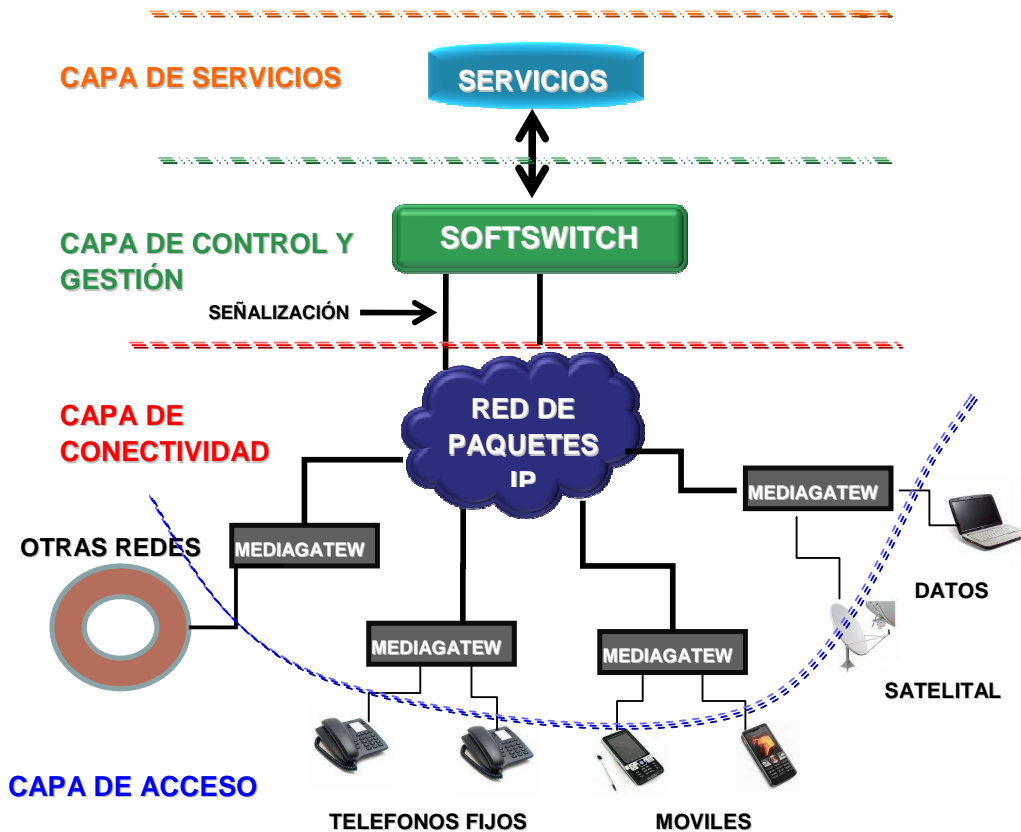 CAPA DE SERVICIOS
SERVICIOS
CAPA DE CONTROL Y
GESTIÓN
SOFTSWITCH
SEÑALIZACIÓN
CAPA DE
CONECTIVIDAD
RED DE
PAQUETES
IP
MEDIAGATEW
OTRAS REDES
MEDIAGATEW
DATOS
MEDIAGATEW
MEDIAGATEW
SATELITAL
CAPA DE ACCESO
TELEFONOS FIJOS
MOVILES